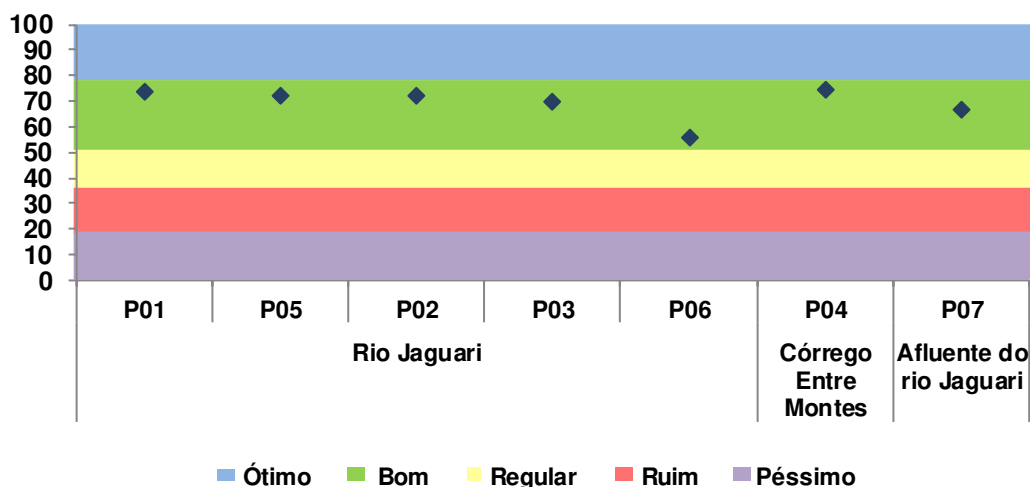 100
90
80
70
60
50
40
30
20
10
0
P01 P05 P02 P03 P06 P04 P07
Rio Jaguari
Córrego
Entre
Montes
Afluente do
rio Jaguari
Ótimo Bom Regular Ruim Péssimo